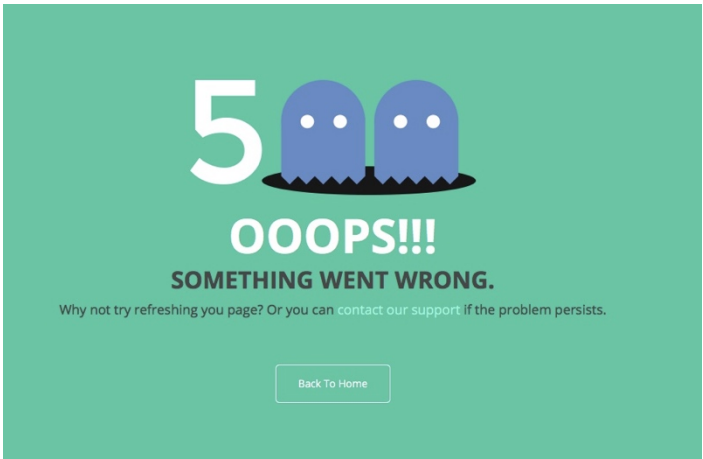 5
OOOPS!!!
SOMETHING WENT WRONG.
Why not try refreshing you page? Or you can contact our support if the problem persists.
Back To Home